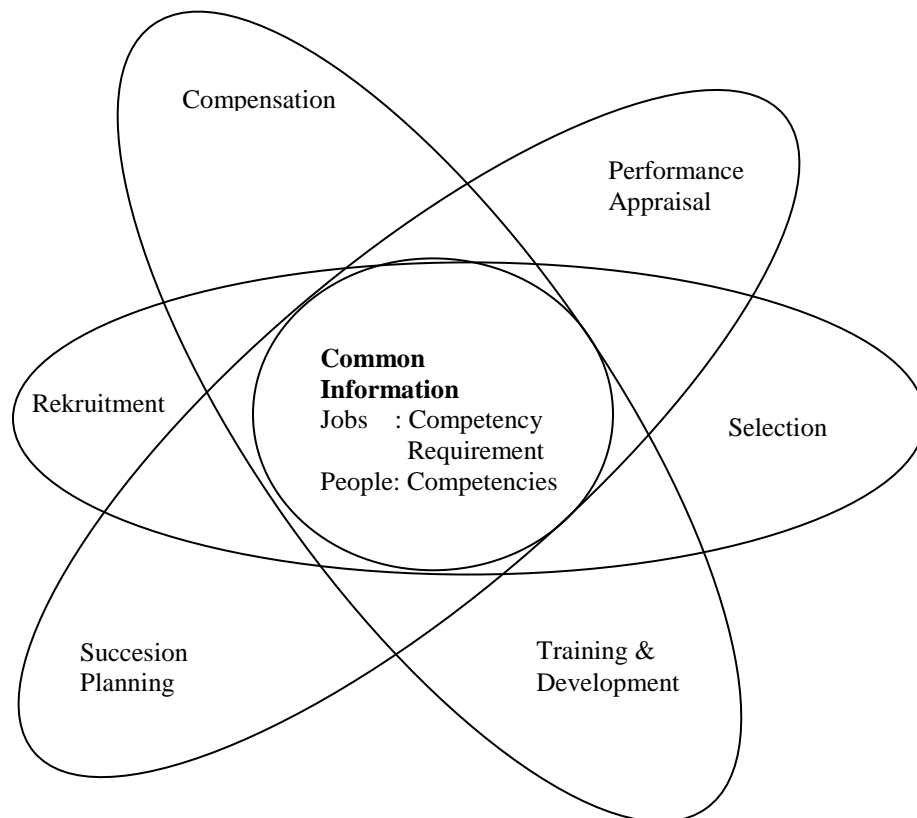 Compensation
Performance
Appraisal
Common
Information
Jobs    : Competency
Requirement
People: Competencies
Rekruitment
Selection
Succesion
Planning
Training &
Development